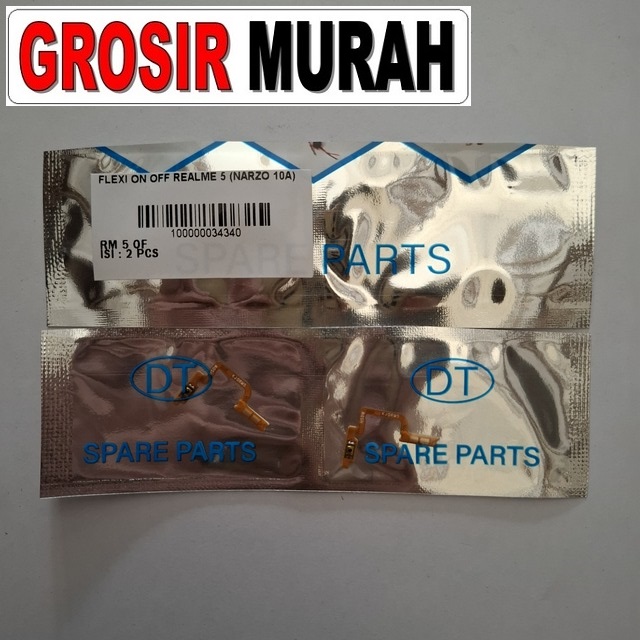 GROSIR MURAH
FLEXI ON OFF REALME 5 (NARZO 10A)
100000034340
RM 5 OF
ISI : 2 PCS
SPARE PARTS
DT
SPARE PARTS
DT
SPARE PARTS